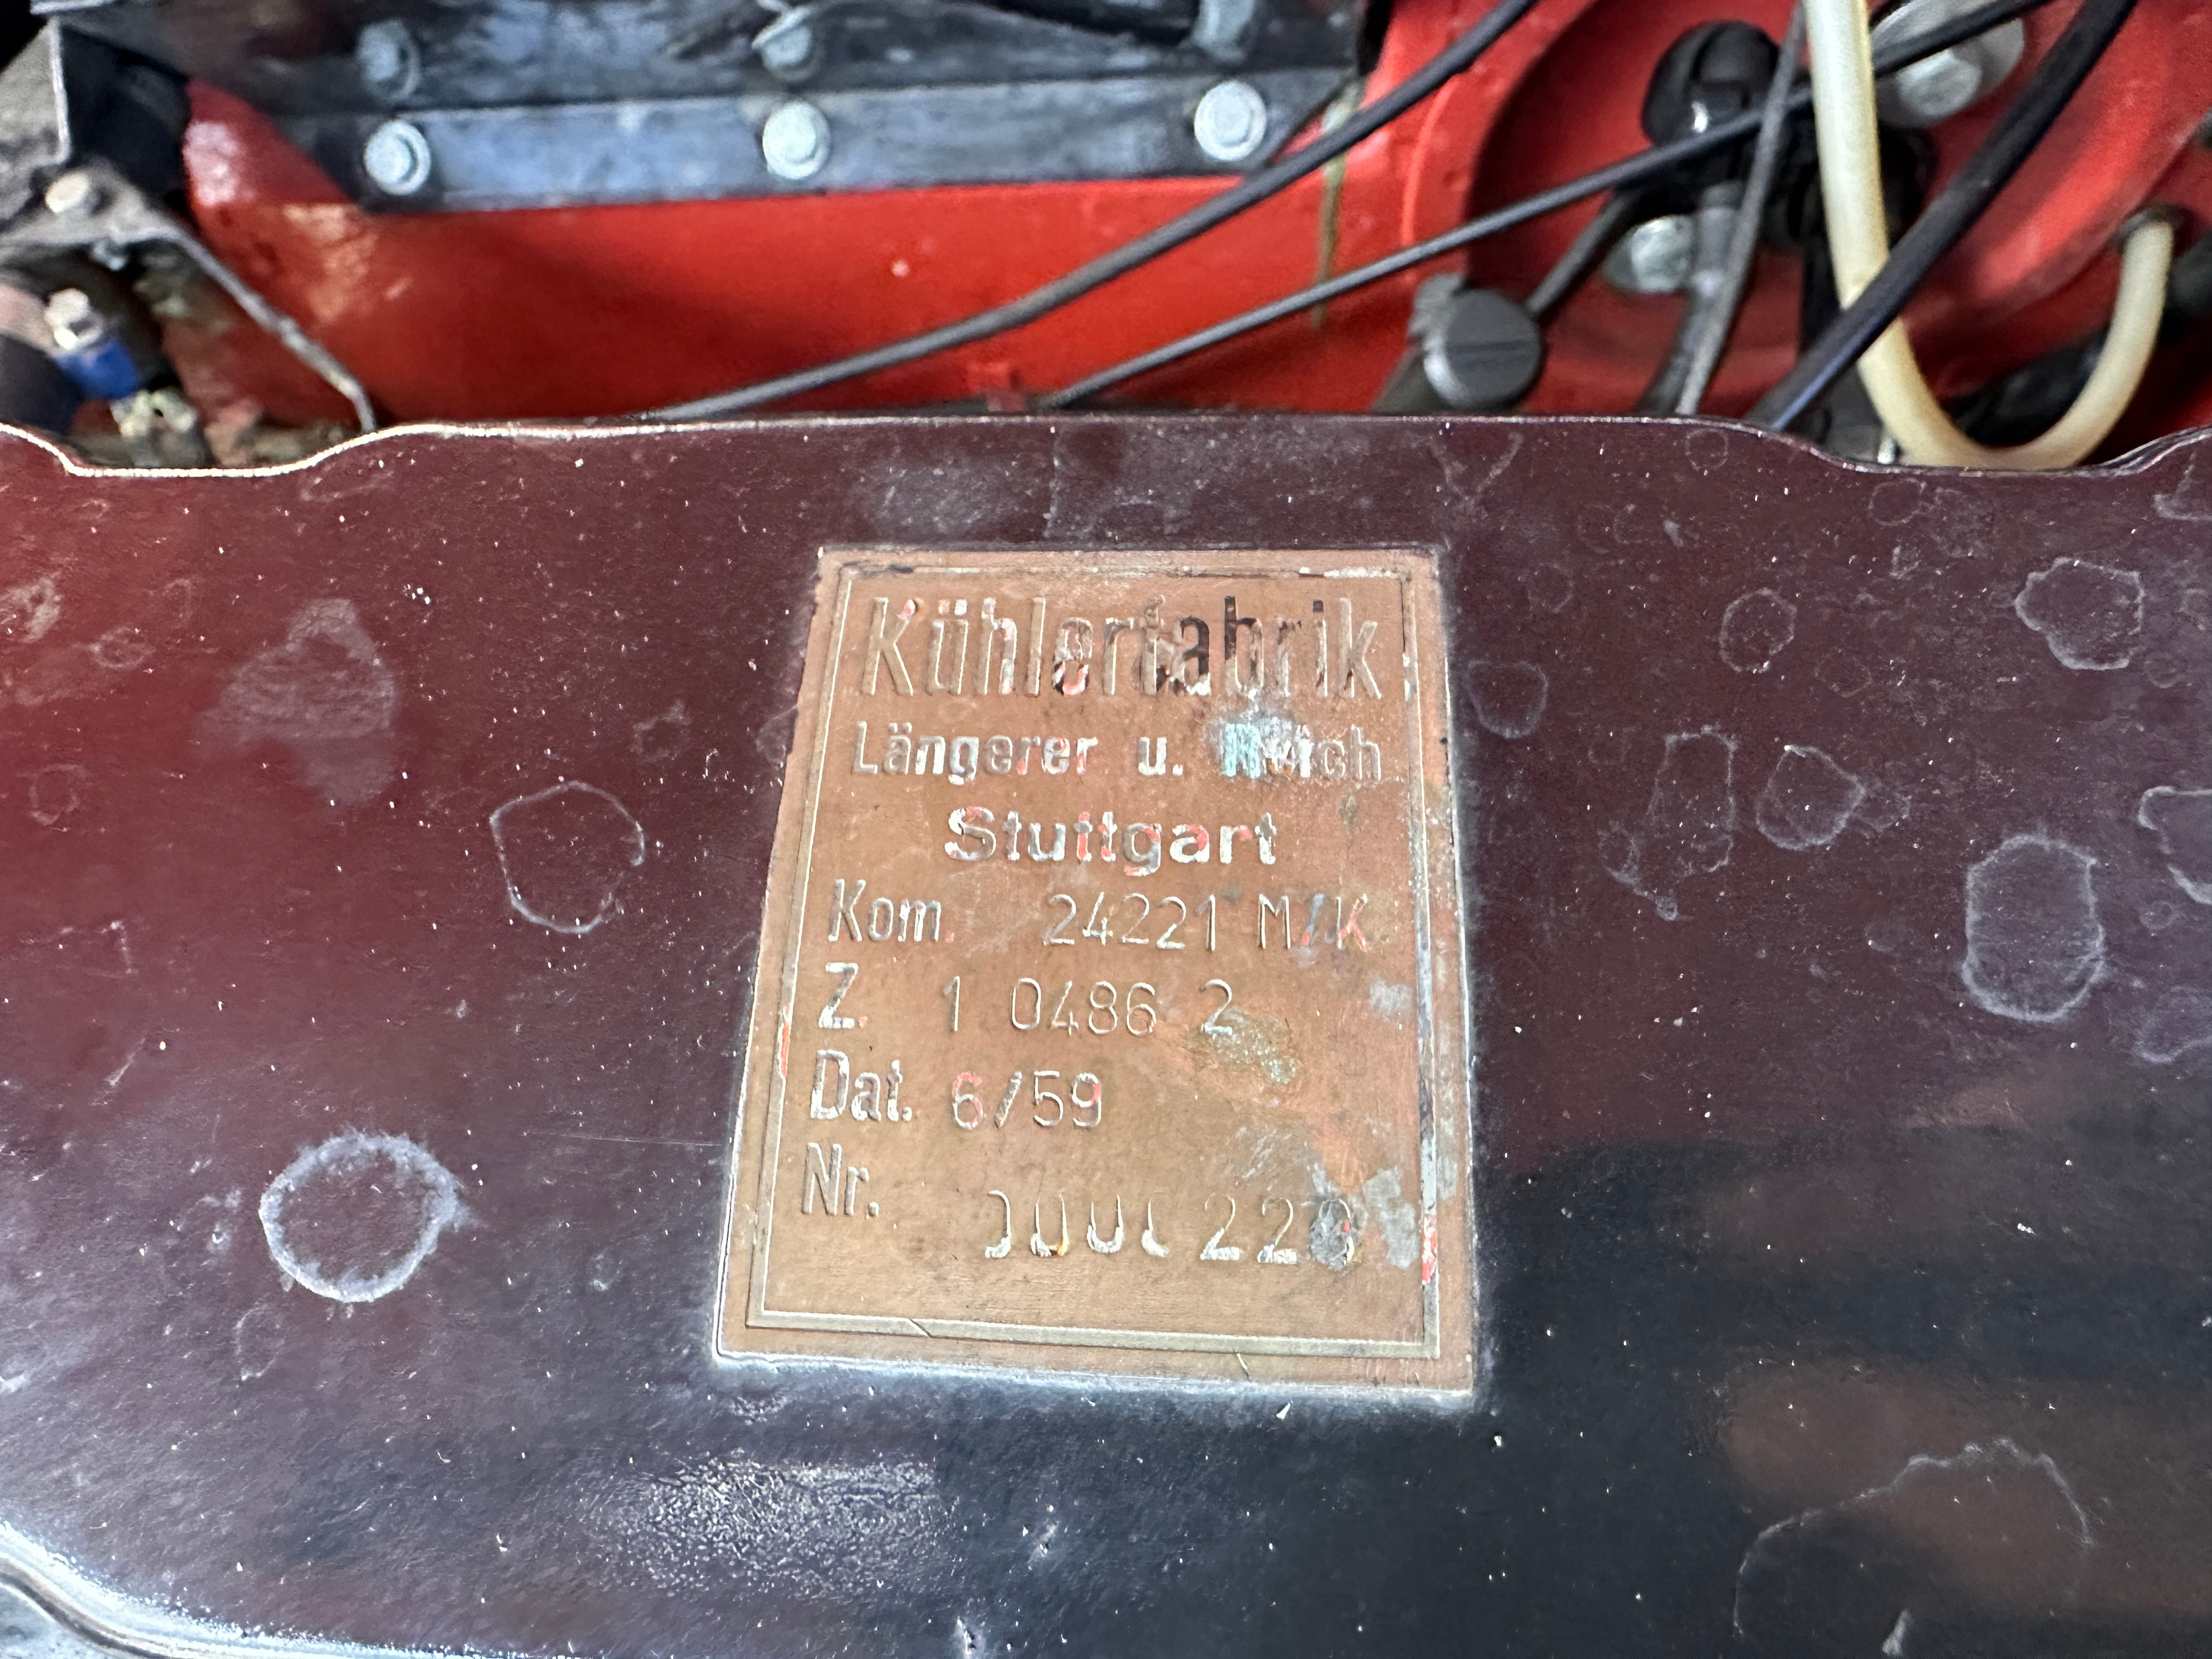 Kühlerfabrik
Längerer u. Reich
Stuttgart
Kom. 24221 M/K
Z. 1 0486 2
Dat. 6/59
Nr.